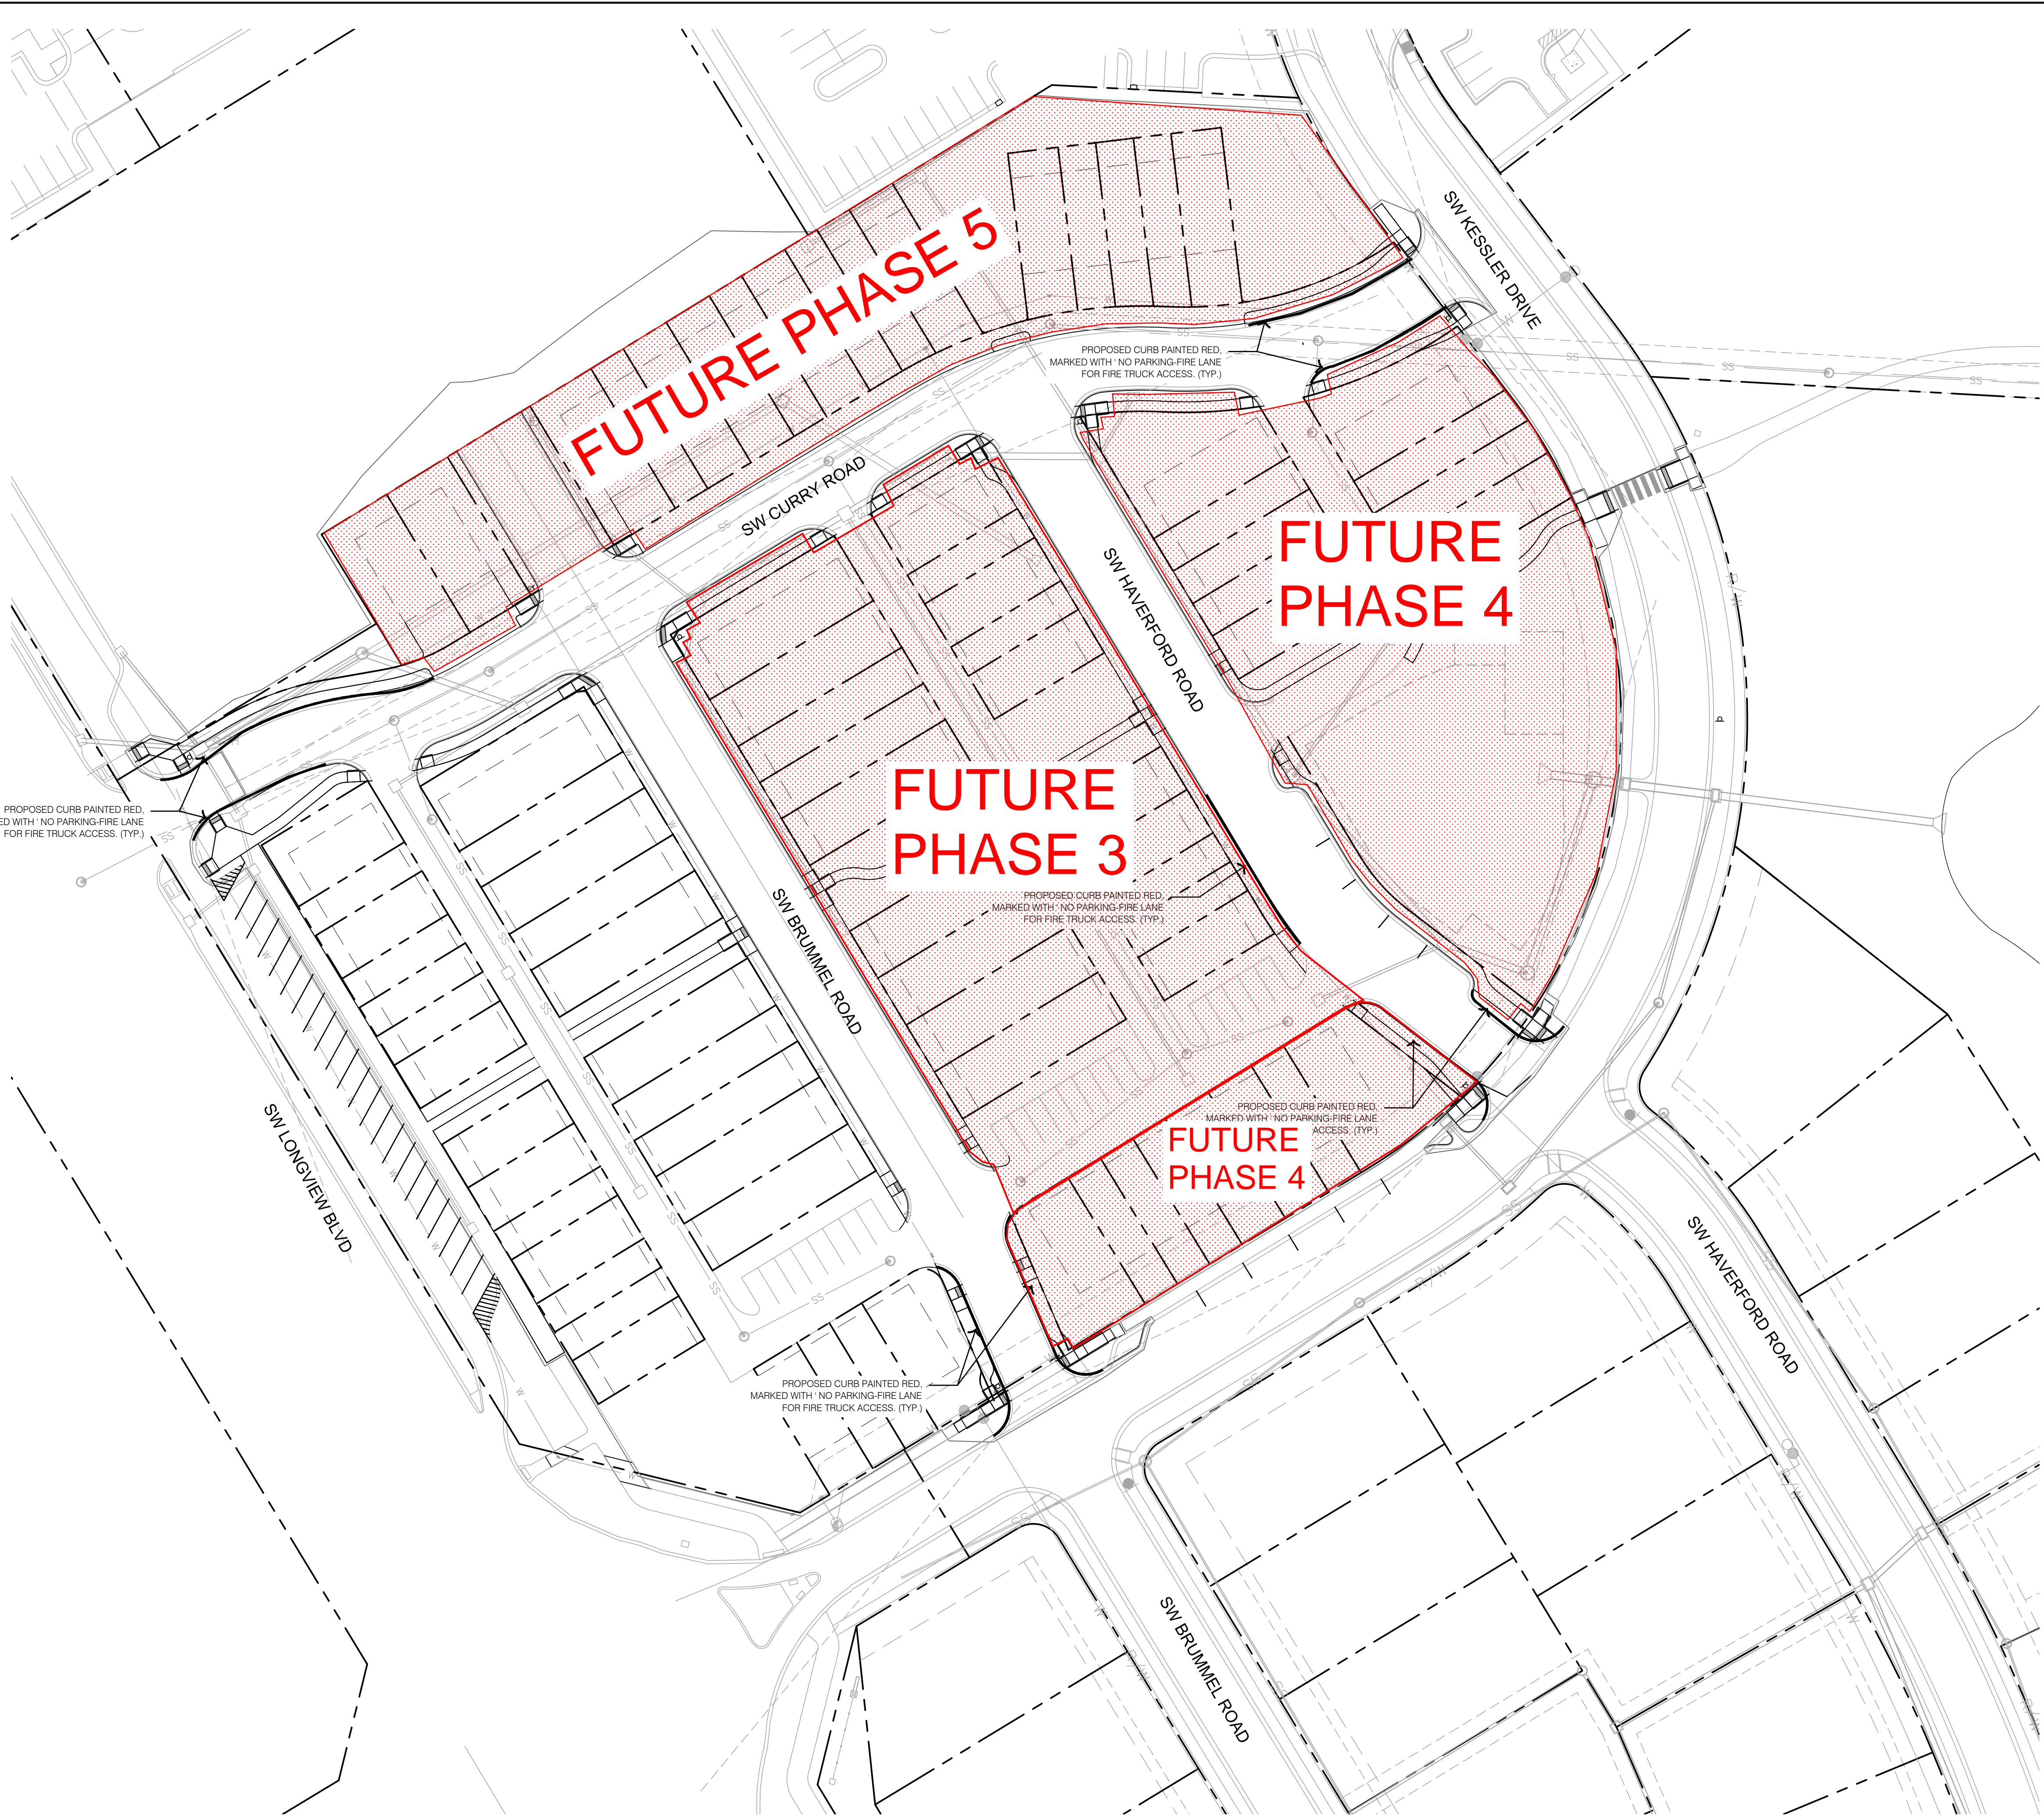 SW KESSLER DRIVE
FUTURE PHASE 5
PROPOSED CURB PAINTED RED,
MARKED WITH ' NO PARKING-FIRE LANE
FOR FIRE TRUCK ACCESS. (TYP.)
SW CURRY ROAD
FUTURE
PHASE 4
SW HAVERFORD ROAD
FUTURE
PHASE 3
PROPOSED CURB PAINTED RED,
ED WITH ' NO PARKING-FIRE LANE
FOR FIRE TRUCK ACCESS. (TYP.)
PROPOSED CURB PAINTED RED,
MARKED WITH ' NO PARKING-FIRE LANE
FOR FIRE TRUCK ACCESS. (TYP.)
SW BRUMMEL ROAD
SW LONGVIEW BLVD
PROPOSED CURB PAINTED RED,
MARKED WITH ' NO PARKING-FIRE LANE
ACCESS. (TYP.)
FUTURE
PHASE 4
SW HAVERFORD ROAD
PROPOSED CURB PAINTED RED,
MARKED WITH ' NO PARKING-FIRE LANE
FOR FIRE TRUCK ACCESS. (TYP.)
SW BRUMMEL ROAD